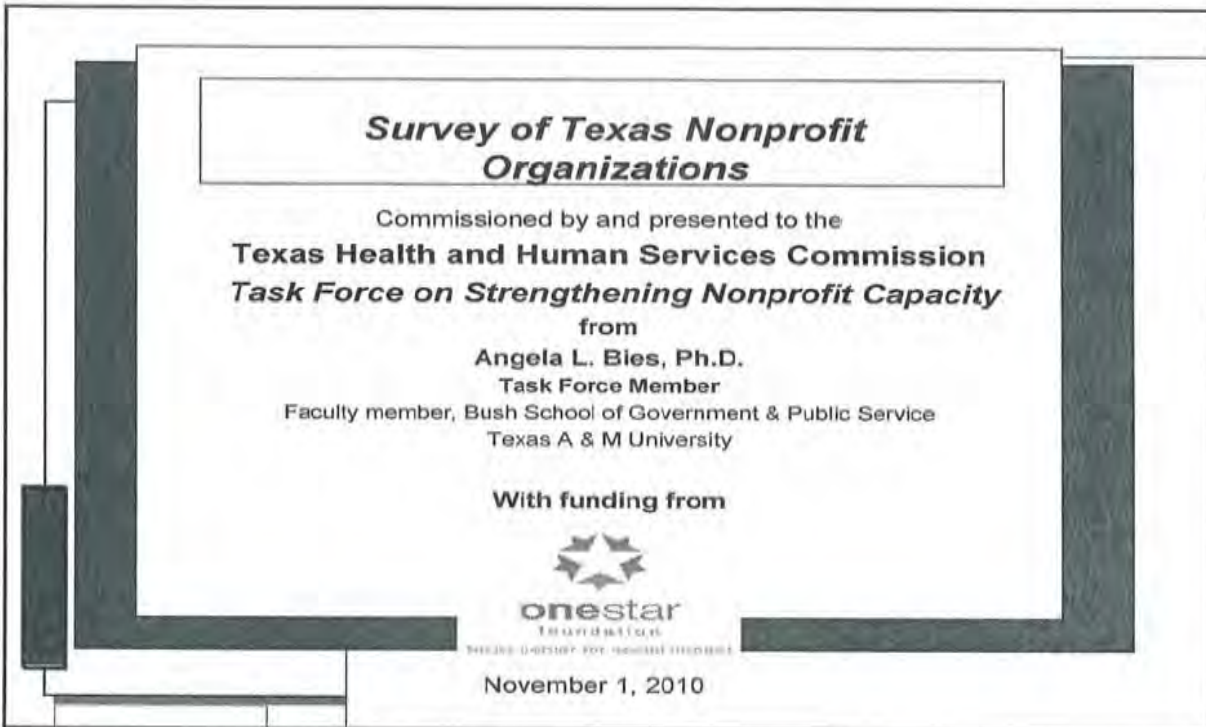 Survey of Texas Nonprofit
Organizations
Commissioned by and presented to the
Texas Health and Human Services Commission
Task Force on Strengthening Nonprofit Capacity
from
Angela L. Bies, Ph.D.
Task Force Member
Faculty member, Bush School of Government & Public Service
Texas A & M University
With funding from
onestar
foundation
for
November 1, 2010